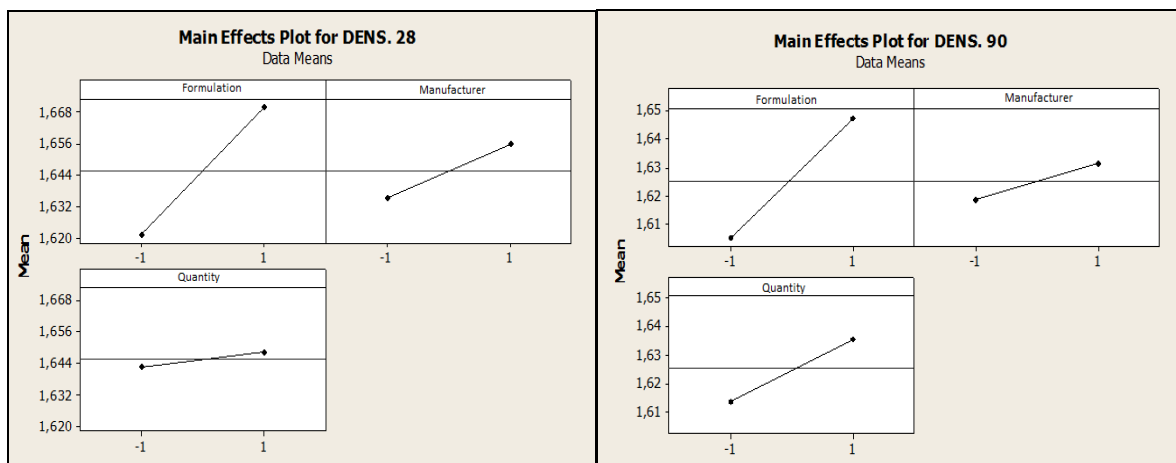 Main Effects Plot for DENS. 28
Data Means
Formulation
Manufacturer
1,668
1,656
1,644
1,632
1,620
-1
1
-1
1
Mean
Quantity
1,668
1,656
1,644
1,632
1,620
-1
1
Main Effects Plot for DENS. 90
Data Means
Formulation
Manufacturer
1,65
1,64
1,63
1,62
1,61
-1
1
-1
1
Mean
Quantity
1,65
1,64
1,63
1,62
1,61
-1
1